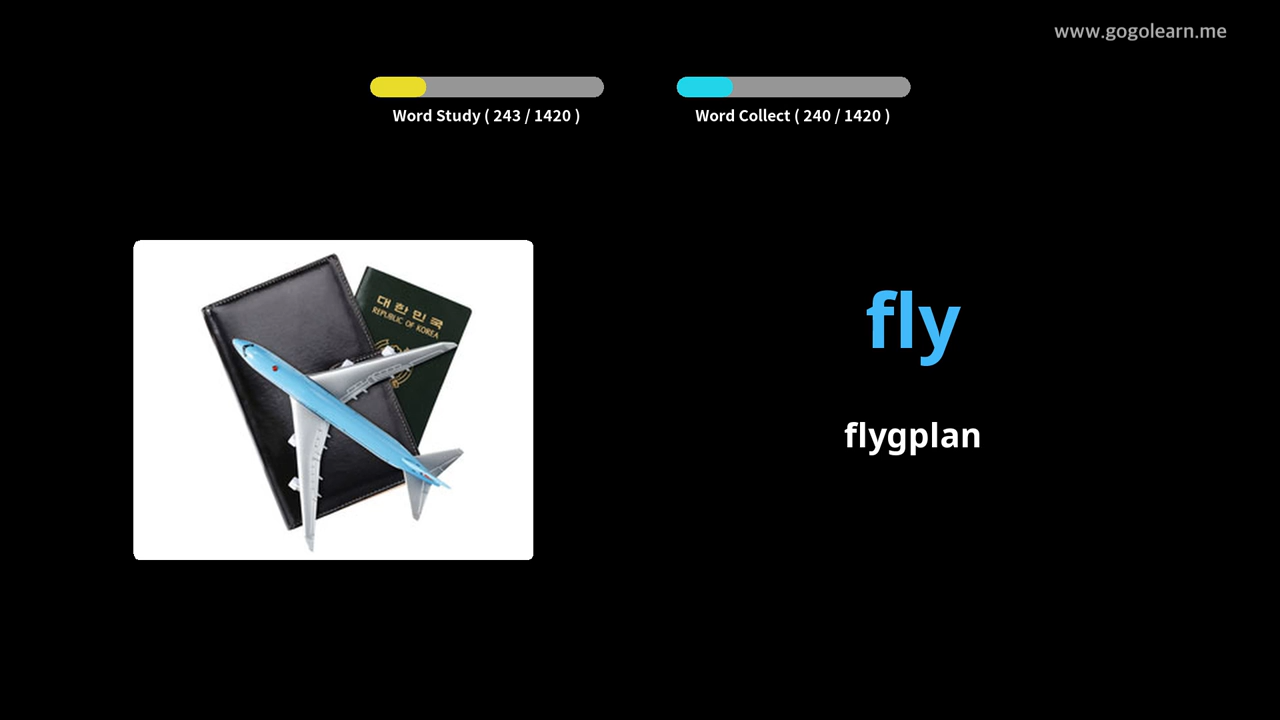 www.gogolearn.me
Word Study ( 243 / 1420 )
Word Collect ( 240 / 1420 )
대한민국
REPUBLIC OF KOREA
fly
flygplan